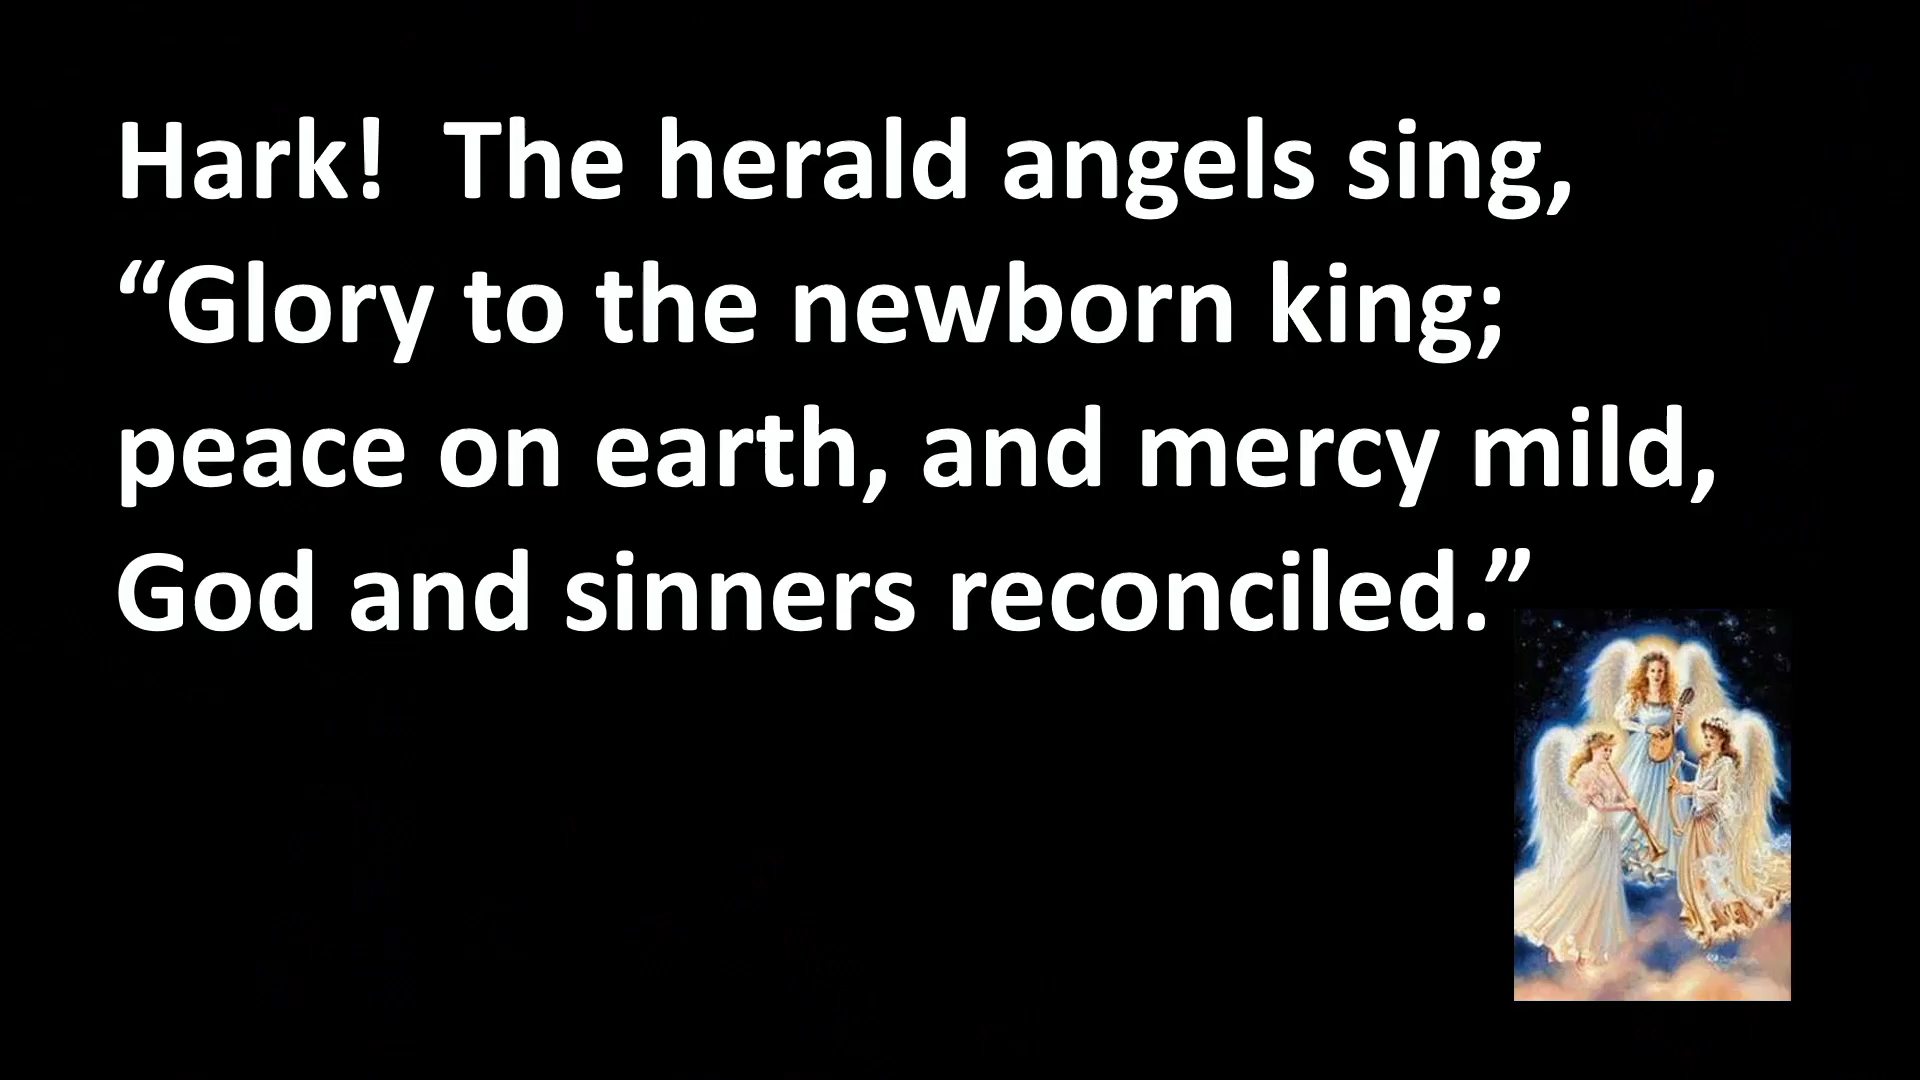 Hark!  The herald angels sing,
“Glory to the newborn king;
peace on earth, and mercy mild,
God and sinners reconciled.”